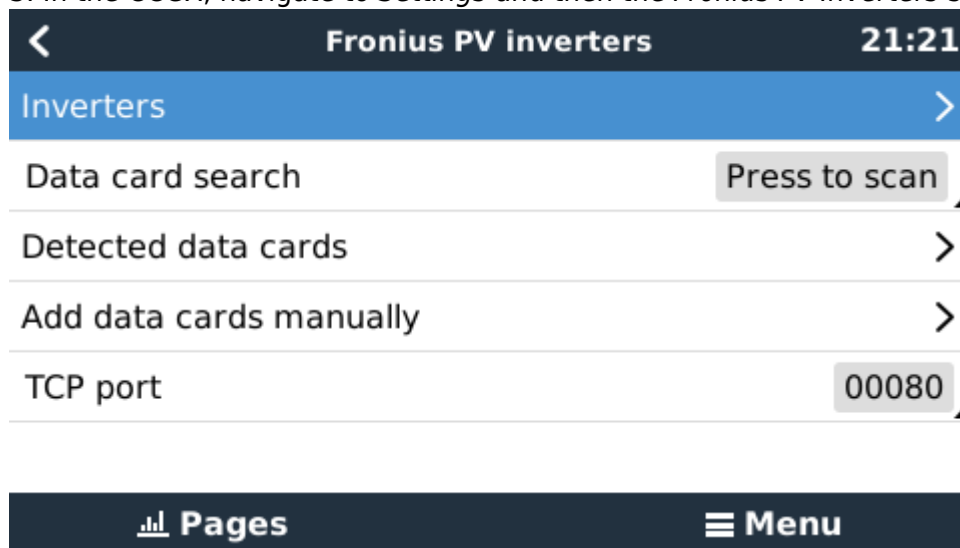 Fronius PV inverters 21:21
Inverters
Data card search Press to scan
Detected data cards
Add data cards manually
TCP port 00080
Pages Menu